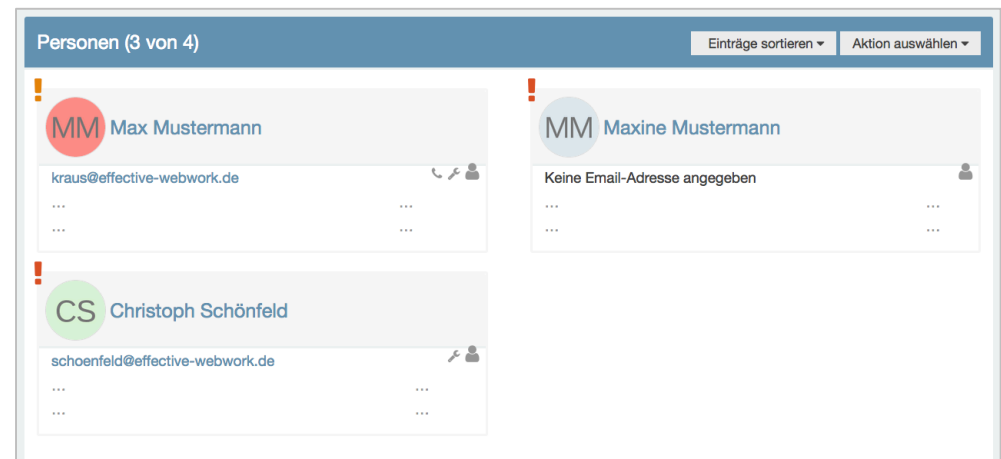 Personen (3 von 4)
Einträge sortieren
Aktion auswählen
!
MM Max Mustermann
kraus@effective-webwork.de
... ...
... ...
!
MM Maxine Mustermann
Keine Email-Adresse angegeben
... ...
... ...
!
CS Christoph Schönfeld
schoenfeld@effective-webwork.de
... ...
... ...